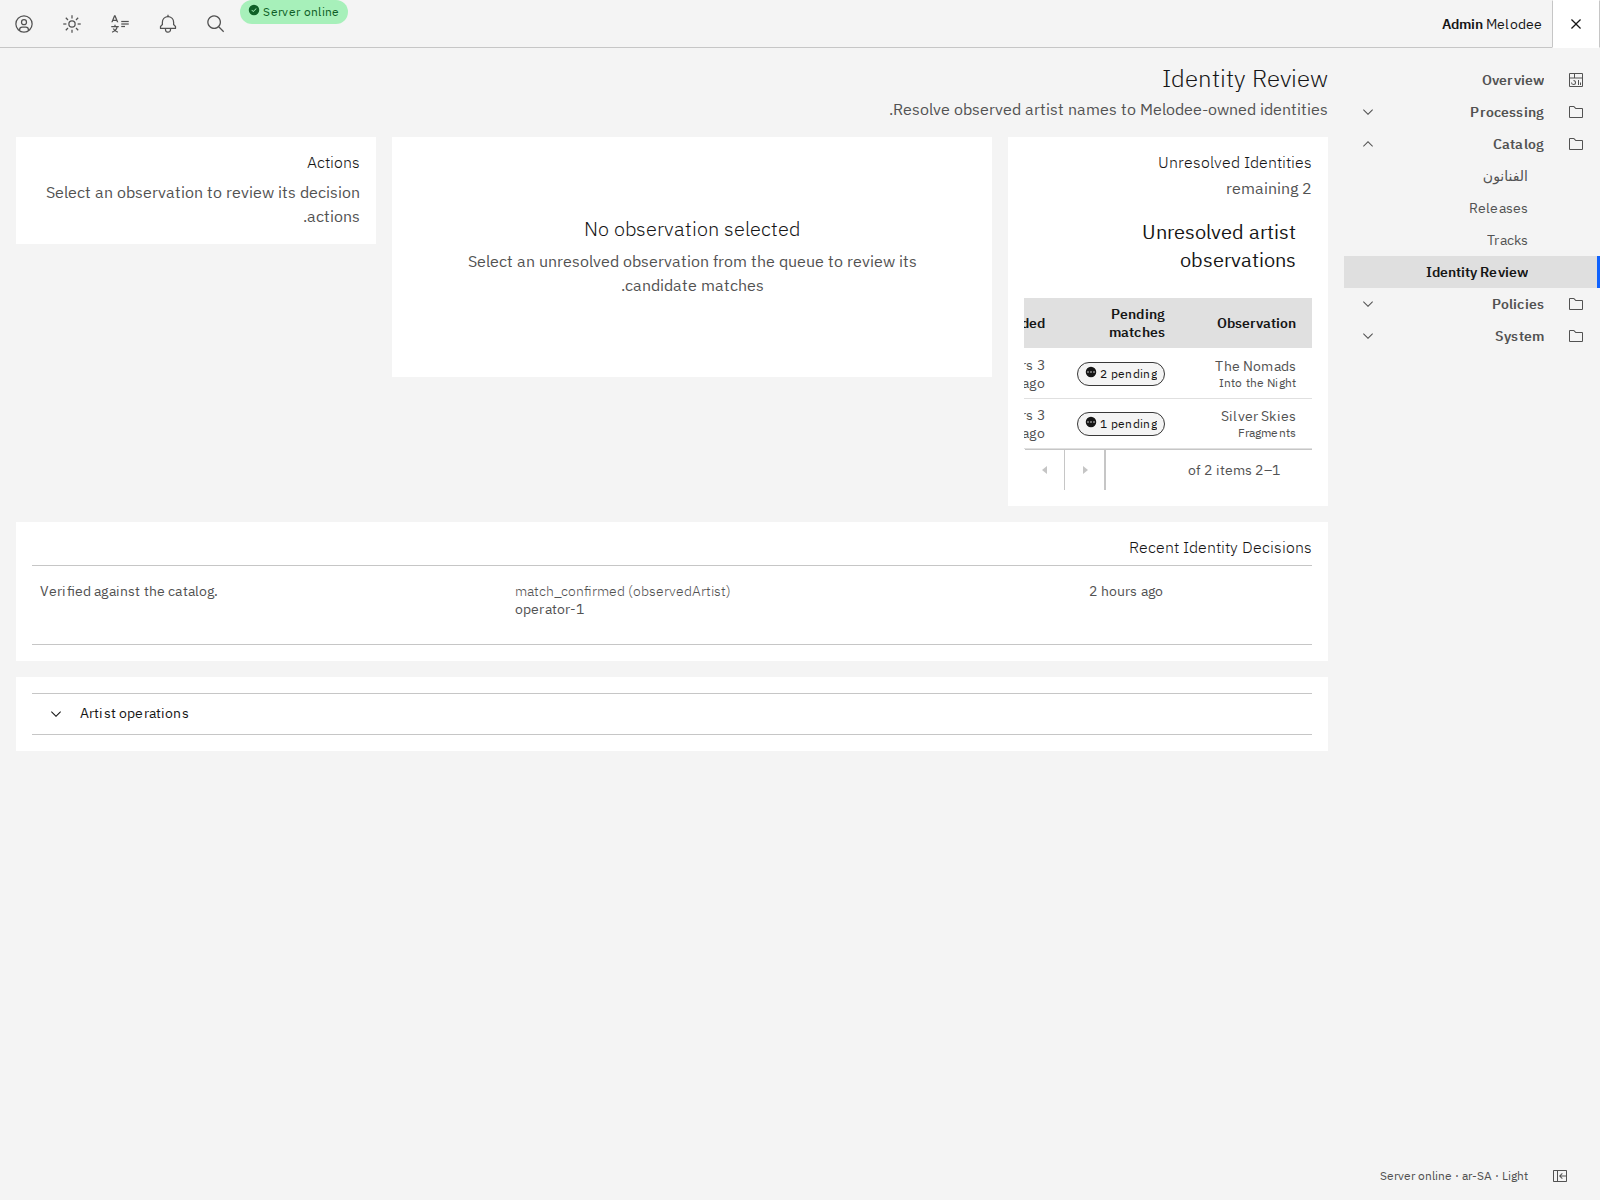 Admin Melodee
Server online
Overview
Processing
Catalog
الفنانون
Releases
Tracks
Identity Review
Policies
System
Identity Review
.Resolve observed artist names to Melodee-owned identities
Unresolved Identities
remaining 2
Unresolved artist
observations
Observation
Pending
matches
The Nomads
Into the Night
2 pending
3
ago
Silver Skies
Fragments
1 pending
3
ago
of 2 items 2–1
No observation selected
Select an unresolved observation from the queue to review its
.candidate matches
Actions
Select an observation to review its decision
.actions
Recent Identity Decisions
2 hours ago
match_confirmed (observedArtist)
operator-1
Verified against the catalog.
Artist operations
Server online · ar-SA · Light